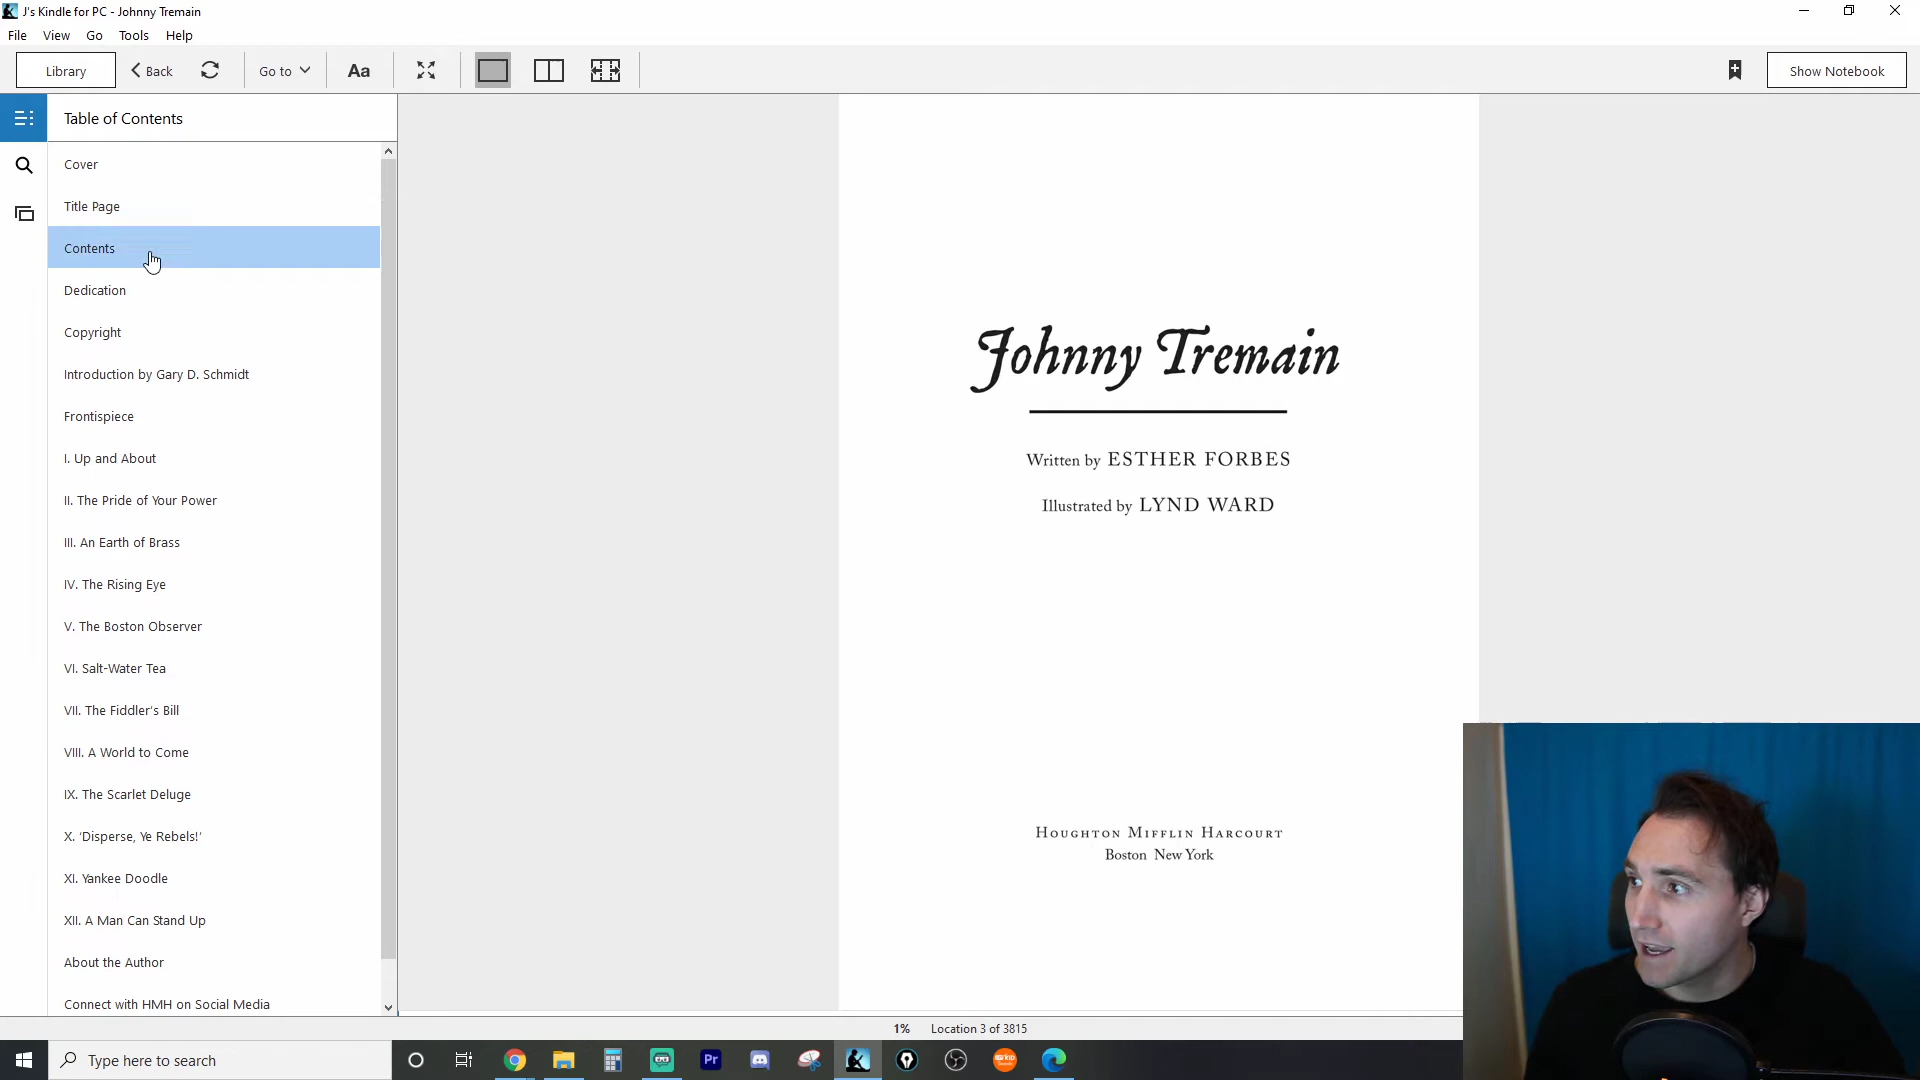 J's Kindle for PC - Johnny Tremain
File View Go Tools Help
Library Back Go to Aa Show Notebook
Table of Contents
Cover
Title Page
Contents
Dedication
Copyright
Introduction by Gary D. Schmidt
Frontispiece
I. Up and About
II. The Pride of Your Power
III. An Earth of Brass
IV. The Rising Eye
V. The Boston Observer
VI. Salt-Water Tea
VII. The Fiddler's Bill
VIII. A World to Come
IX. The Scarlet Deluge
X. 'Disperse, Ye Rebels!'
XI. Yankee Doodle
XII. A Man Can Stand Up
About the Author
Connect with HMH on Social Media
Johnny Tremain
Written by ESTHER FORBES
Illustrated by LYND WARD
HOUGHTON MIFFLIN HARCOURT
Boston New York
1% Location 3 of 3815
Type here to search
Pr